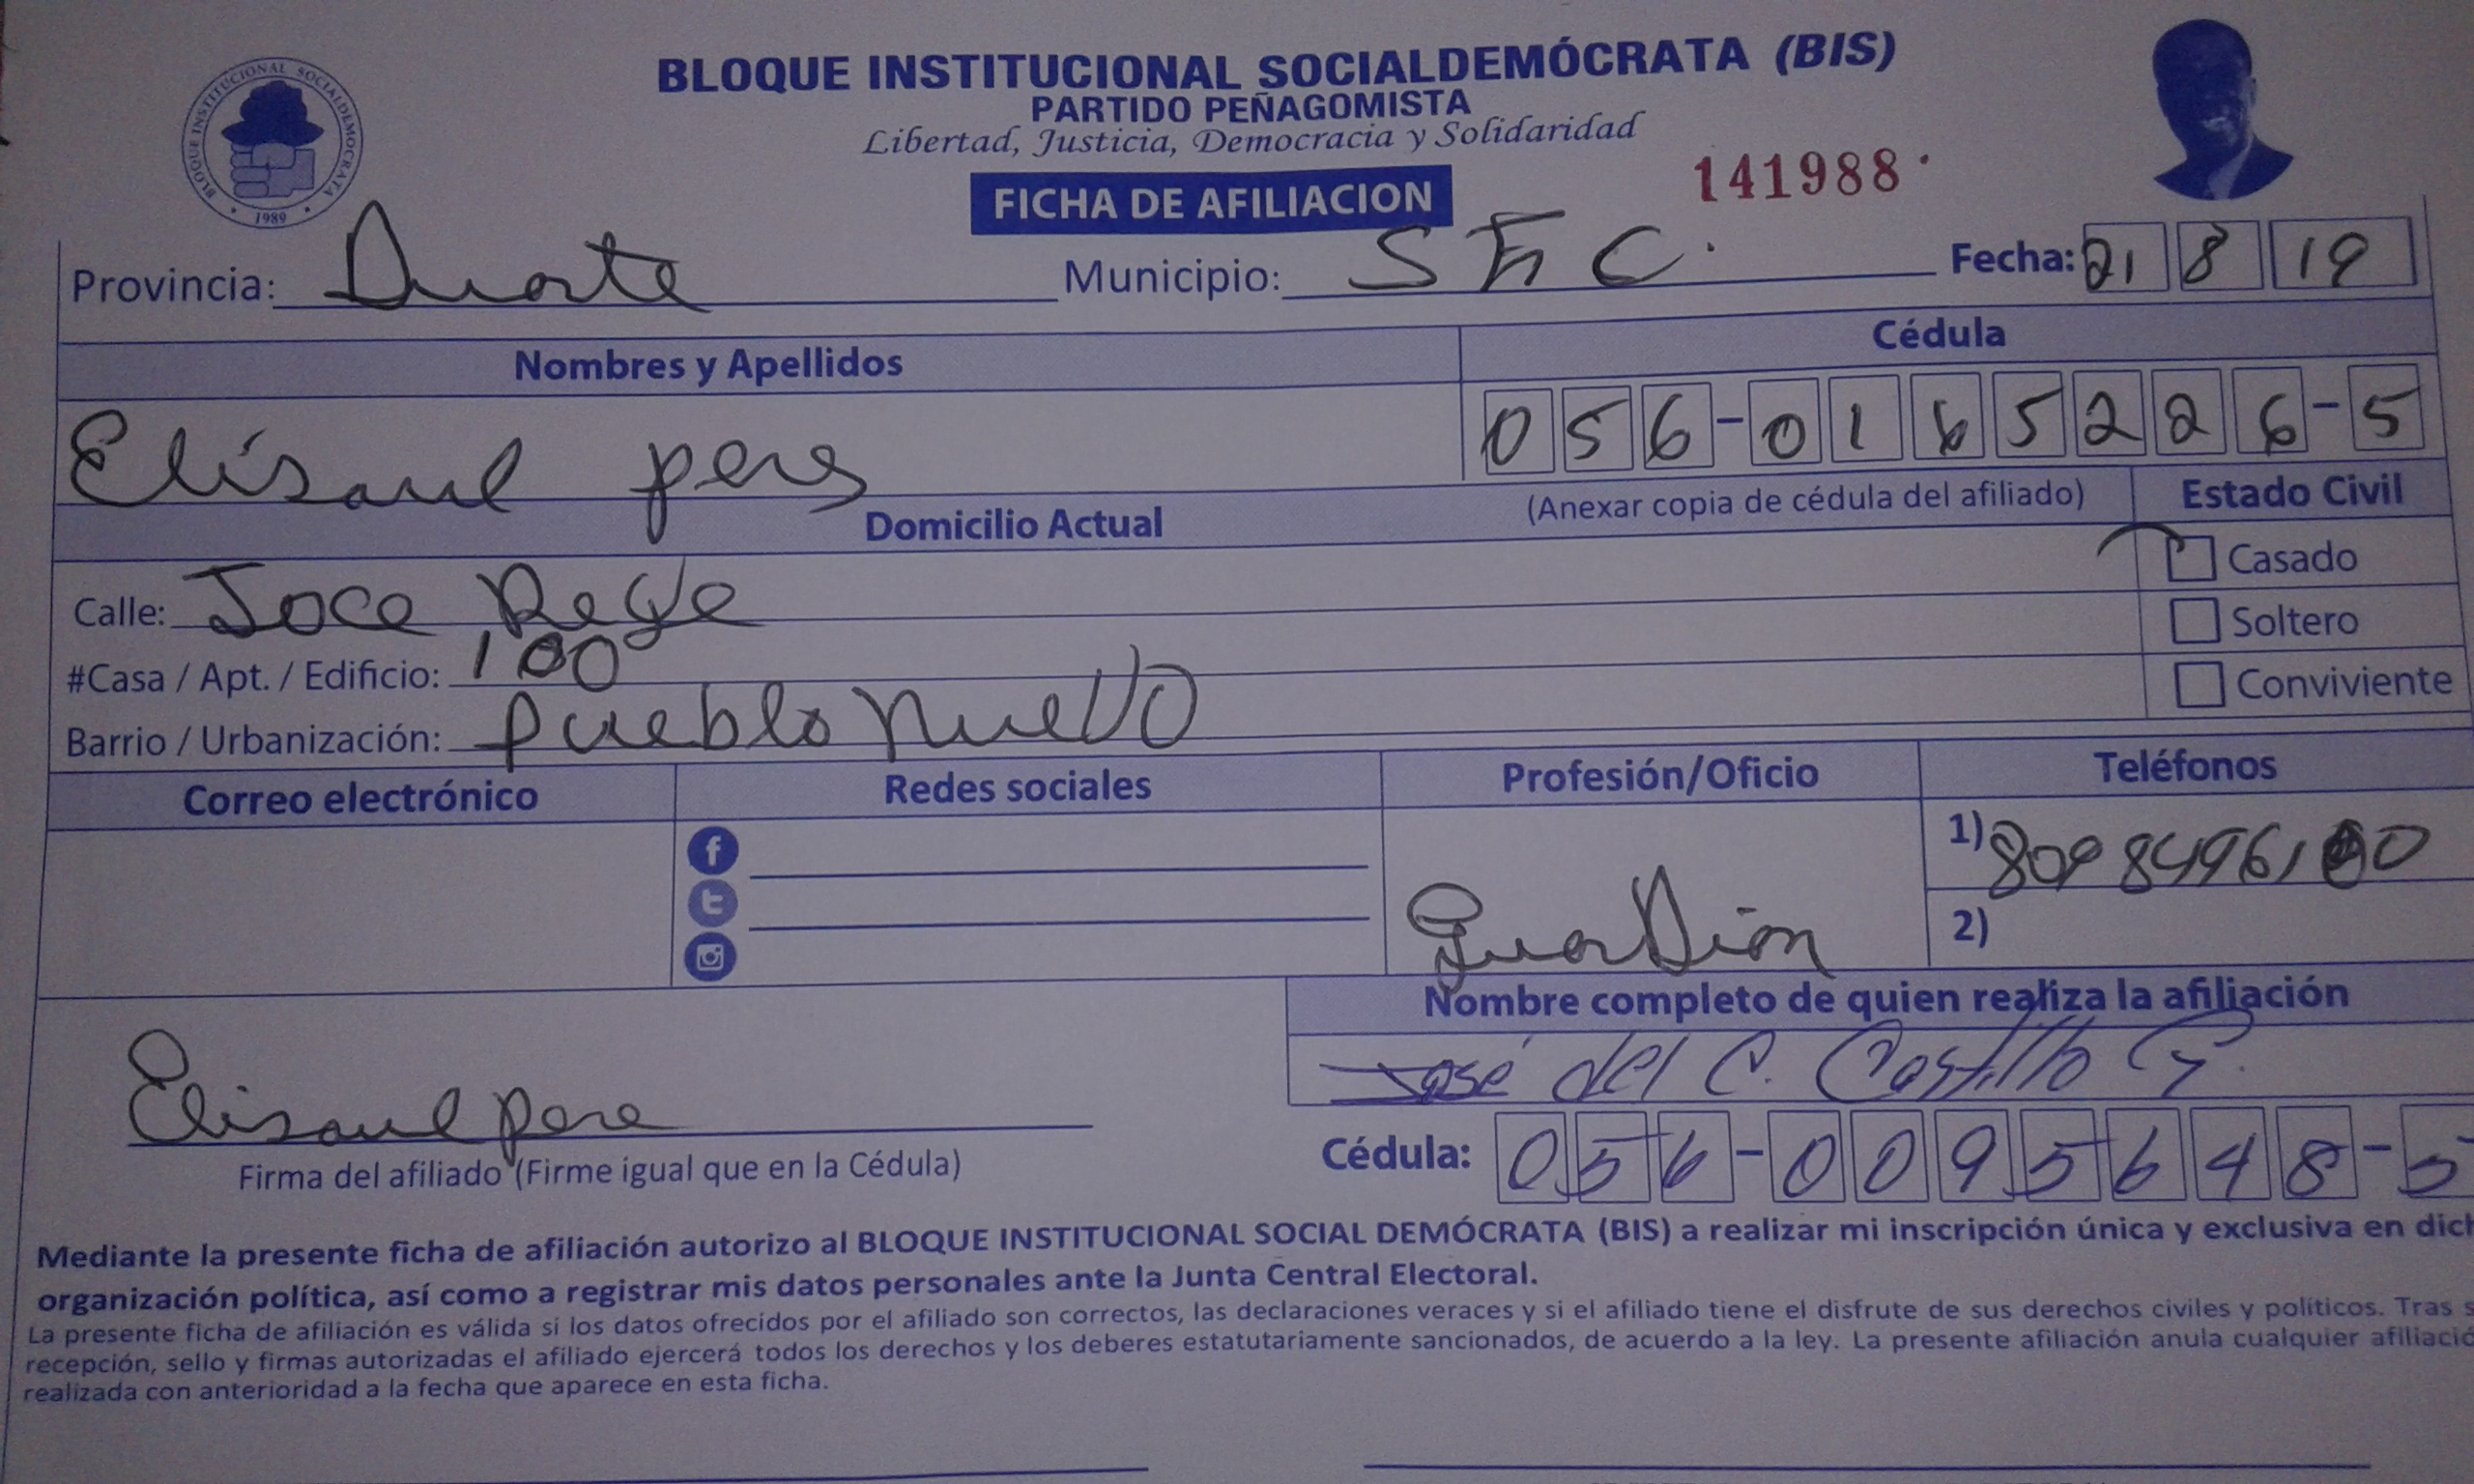 BLOQUE INSTITUCIONAL SOCIALDEMÓCRATA (BIS)
PARTIDO PEÑAGOMISTA
Libertad, Justicia, Democracia y Solidaridad
BLOQUE INSTITUCIONAL SOCIALDEMOCRATA
1989
FICHA DE AFILIACION
141988
Provincia: Duarte Municipio: S F C. Fecha: 21 8 19
Nombres y Apellidos Cédula
Elisaul pers 056-0165226-5
(Anexar copia de cédula del afiliado) Estado Civil
Domicilio Actual
Casado
Calle: Joce Reye
Soltero
#Casa / Apt. / Edificio: 100
Conviviente
Barrio / Urbanización: pueblo nuevo
Correo electrónico Redes sociales Profesión/Oficio Teléfonos
1) 809 849 61 0
GuarDian
2)
Nombre completo de quien realiza la afiliación
José del C. Castillo G.
Elisaul pere
Firma del afiliado (Firme igual que en la Cédula)
Cédula: 056-0095648-5
Mediante la presente ficha de afiliación autorizo al BLOQUE INSTITUCIONAL SOCIAL DEMÓCRATA (BIS) a realizar mi inscripción única y exclusiva en dich
organización política, así como a registrar mis datos personales ante la Junta Central Electoral.
La presente ficha de afiliación es válida si los datos ofrecidos por el afiliado son correctos, las declaraciones veraces y si el afiliado tiene el disfrute de sus derechos civiles y políticos. Tras s
recepción, sello y firmas autorizadas el afiliado ejercerá todos los derechos y los deberes estatutariamente sancionados, de acuerdo a la ley. La presente afiliación anula cualquier afiliació
realizada con anterioridad a la fecha que aparece en esta ficha.